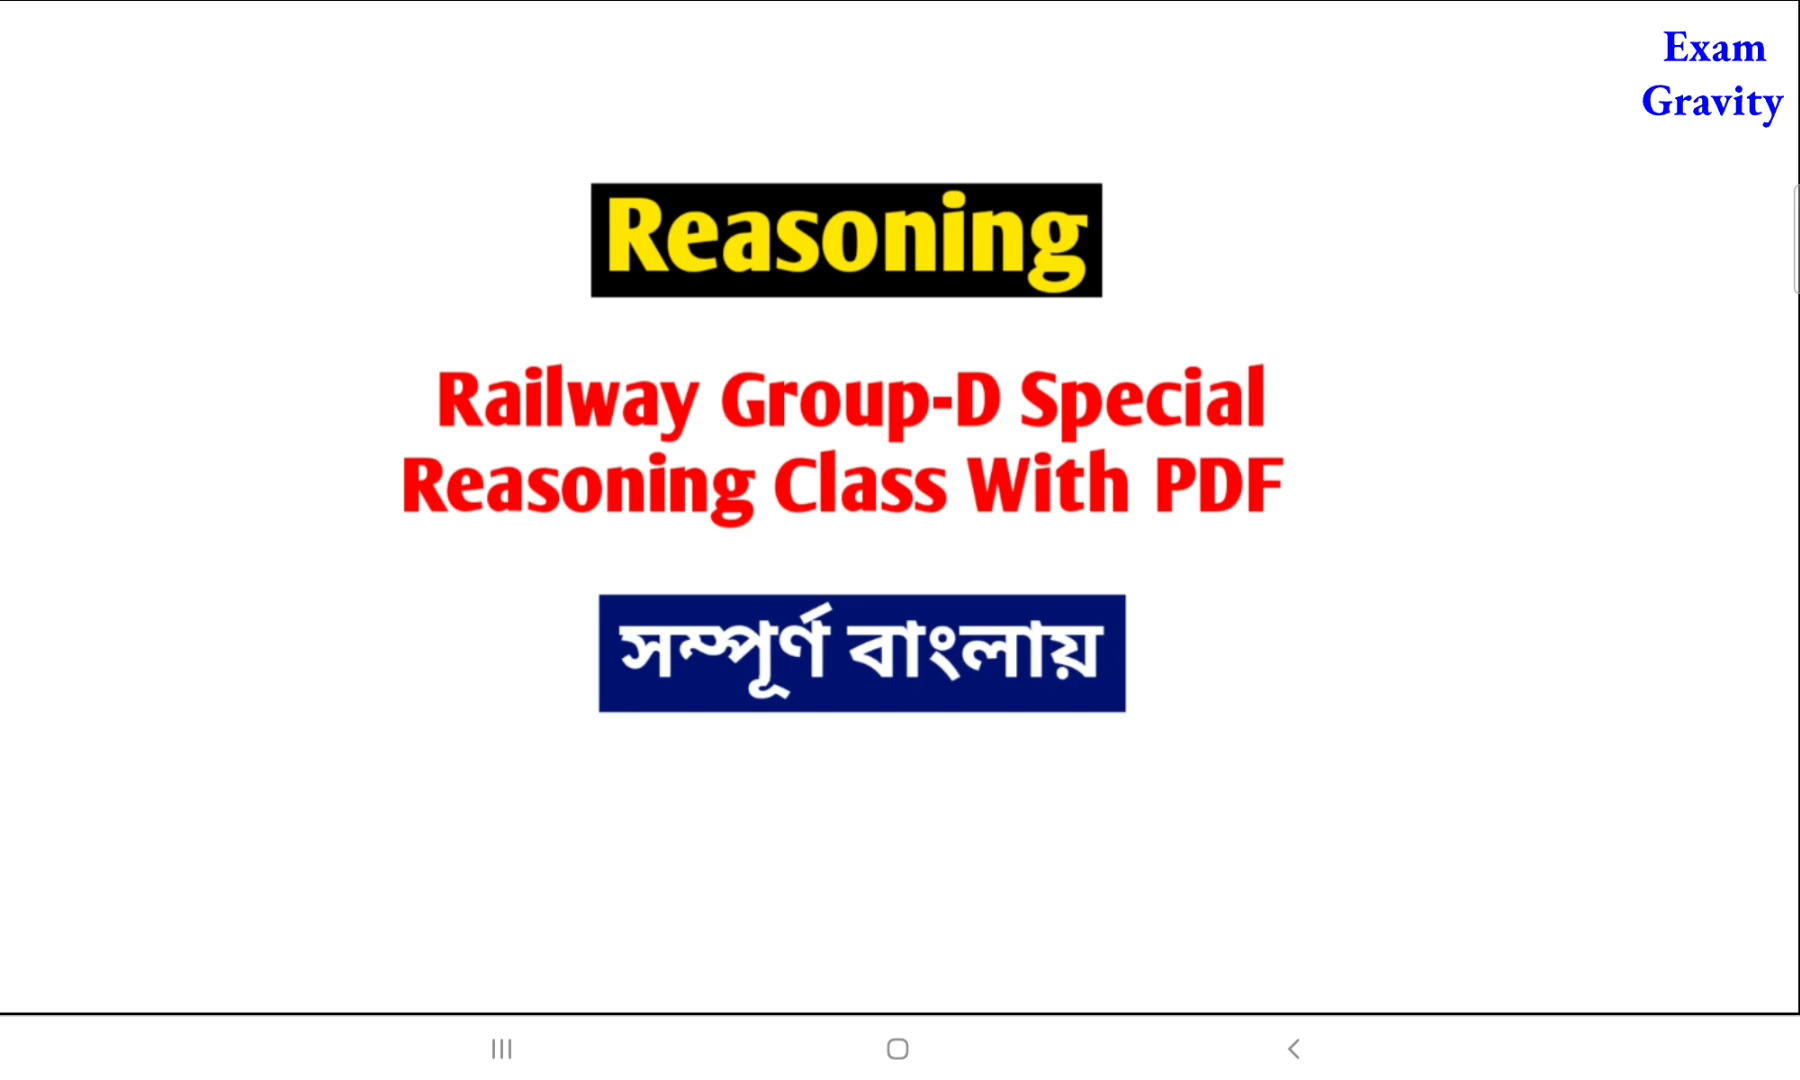 Exam
Gravity
Reasoning
Railway Group-D Special
Reasoning Class With PDF
সম্পূর্ণ বাংলায়